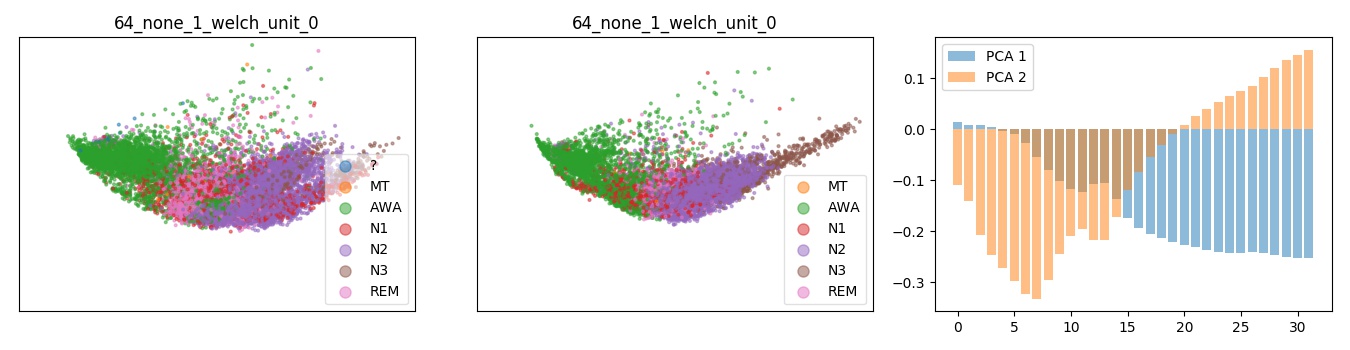 64_none_1_welch_unit_0
?
MT
AWA
N1
N2
N3
REM
64_none_1_welch_unit_0
MT
AWA
N1
N2
N3
REM
PCA 1
PCA 2
0.1
0.0
−0.1
−0.2
−0.3
0 5 10 15 20 25 30